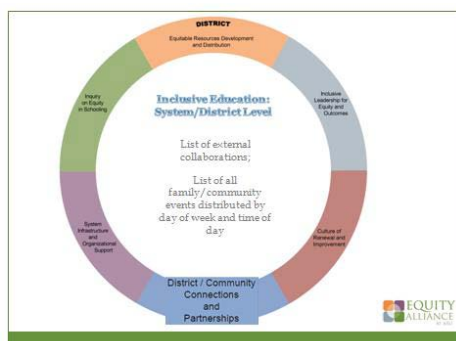 DISTRICT
Equitable Resources Development
and Distribution
Inquiry
on Equity
in Schooling
Inclusive Education:
System/District Level
Inclusive
Leadership for
Equity and
Outcomes
List of external
collaborations;
List of all
family/community
events distributed by
day of week and time of
day
System
Infrastructure
and
Organizational
Support
Culture of
Renewal and
Improvement
District / Community
Connections
and
Partnerships
EQUITY
ALLIANCE